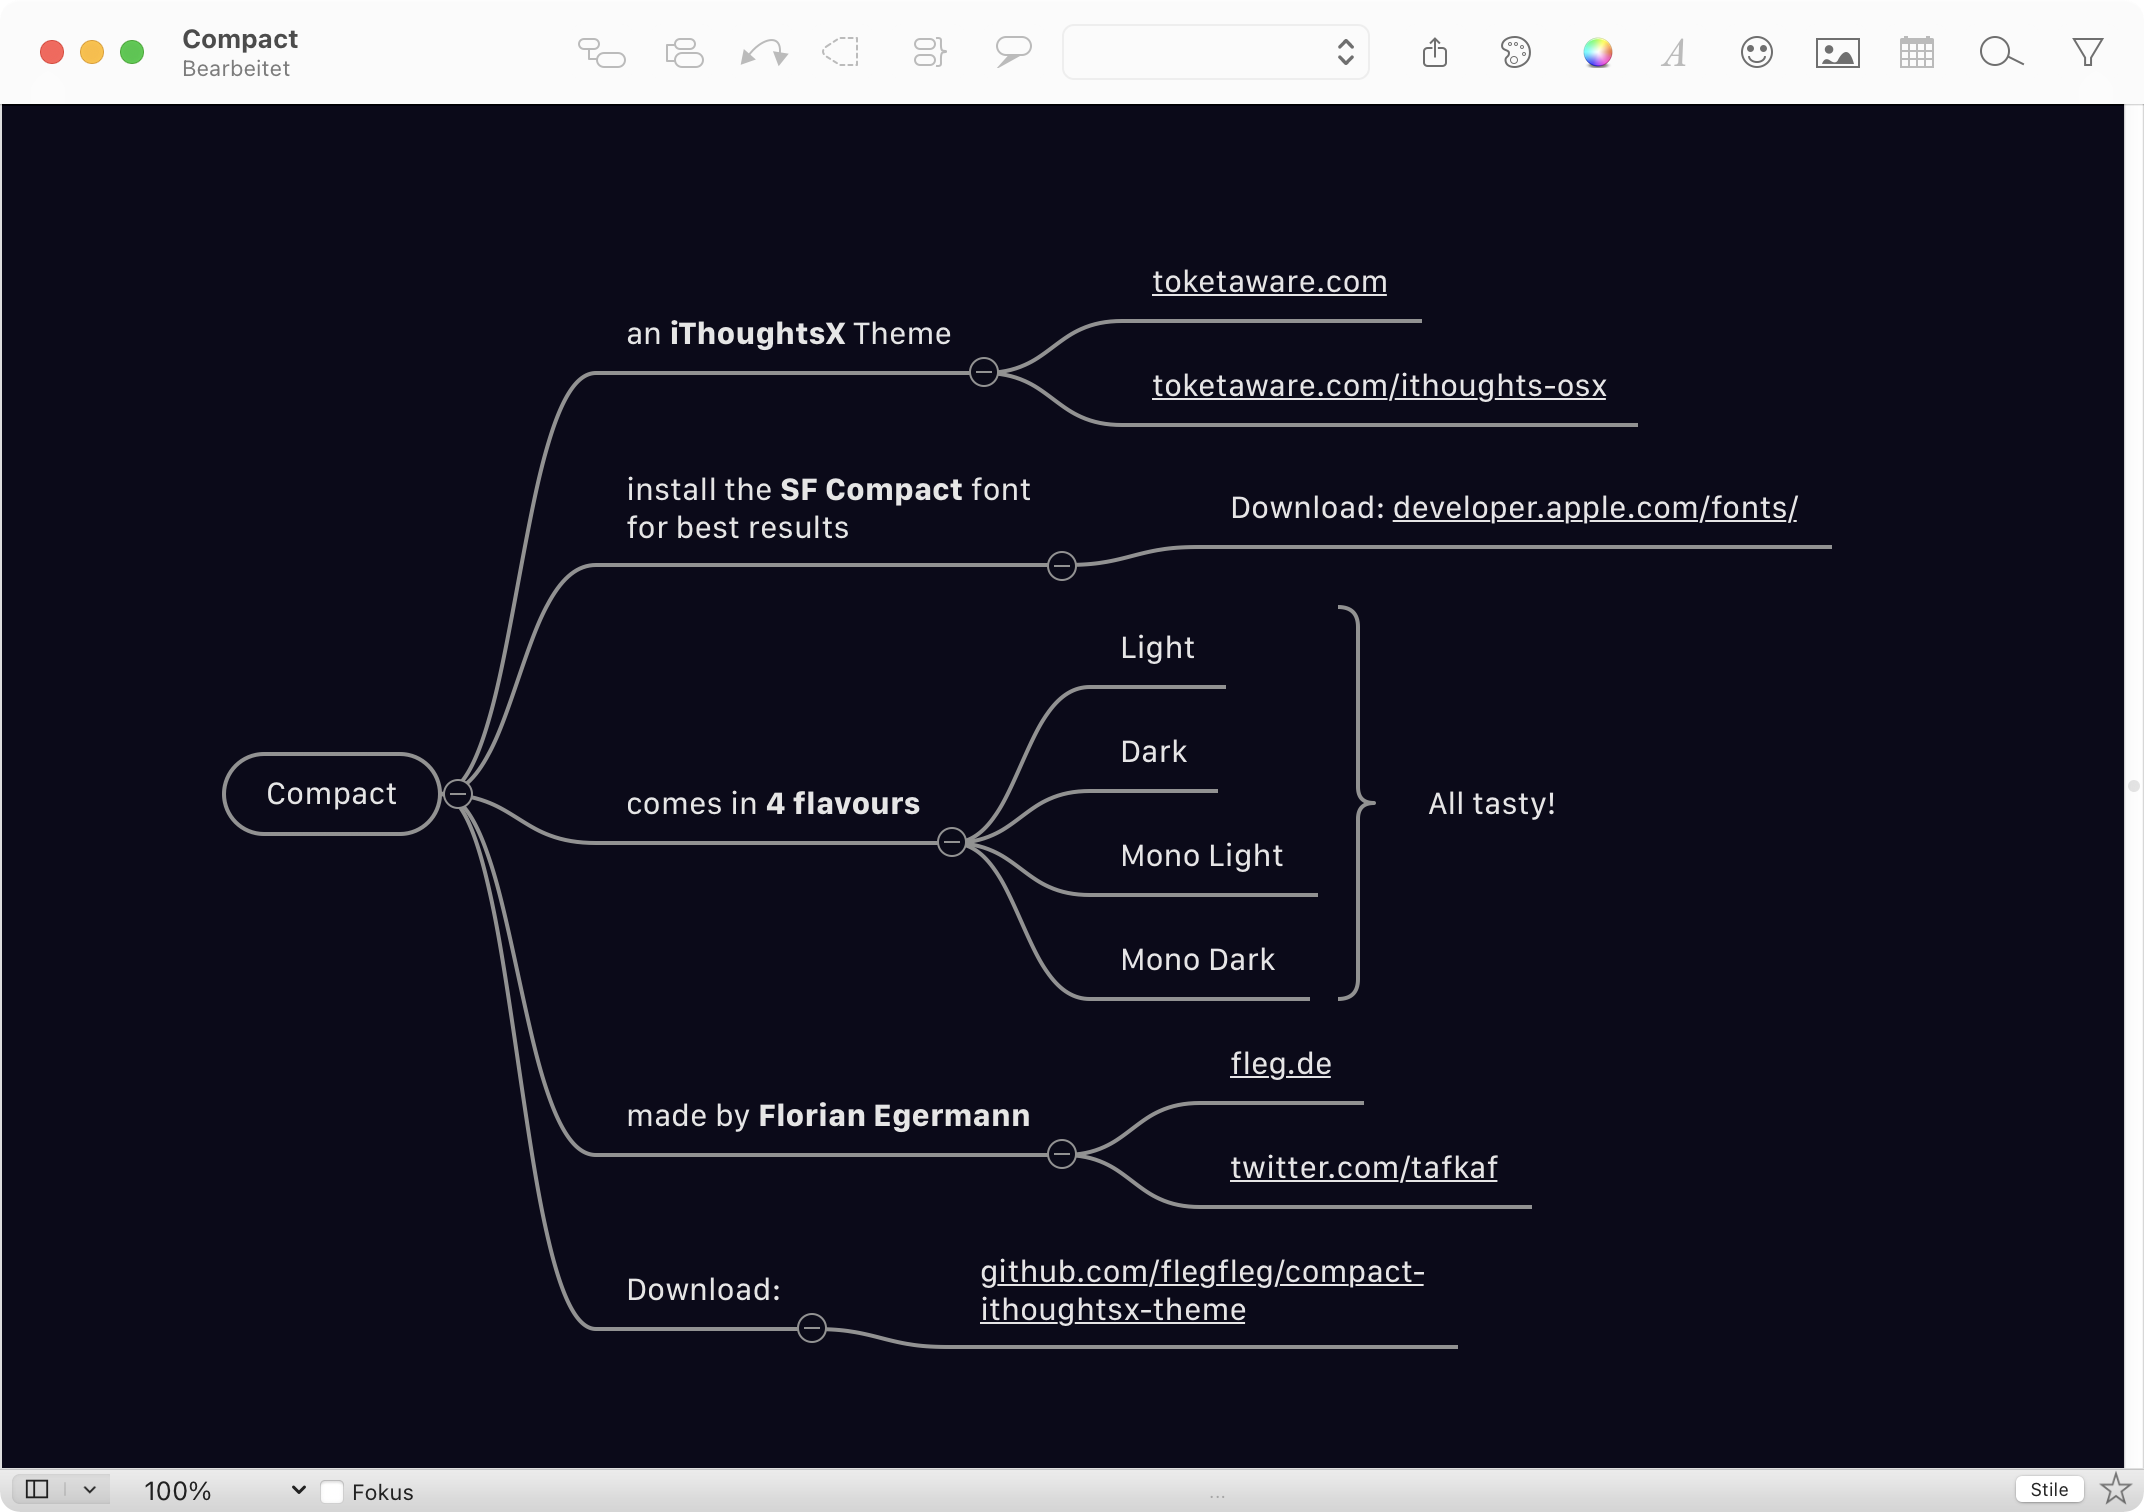 Compact
Bearbeitet
toketaware.com
an iThoughtsX Theme
toketaware.com/ithoughts-osx
install the SF Compact font
for best results
Download: developer.apple.com/fonts/
Light
Dark
Compact
comes in 4 flavours
All tasty!
Mono Light
Mono Dark
fleg.de
made by Florian Egermann
twitter.com/tafkaf
Download:
github.com/flegfleg/compact-
ithoughtsx-theme
100%
Fokus
...
Stile